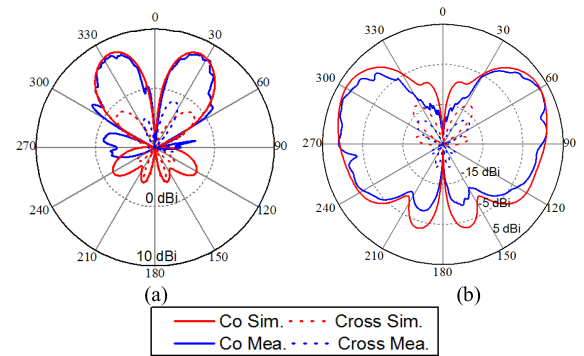 0
330
30
300
60
270
90
240
120
0 dBi
210
150
10 dBi
180
(a)
0
330
30
300
60
270
90
-15 dBi
240
120
-5 dBi
5 dBi
210
150
180
(b)
Co Sim. Cross Sim.
Co Mea. Cross Mea.